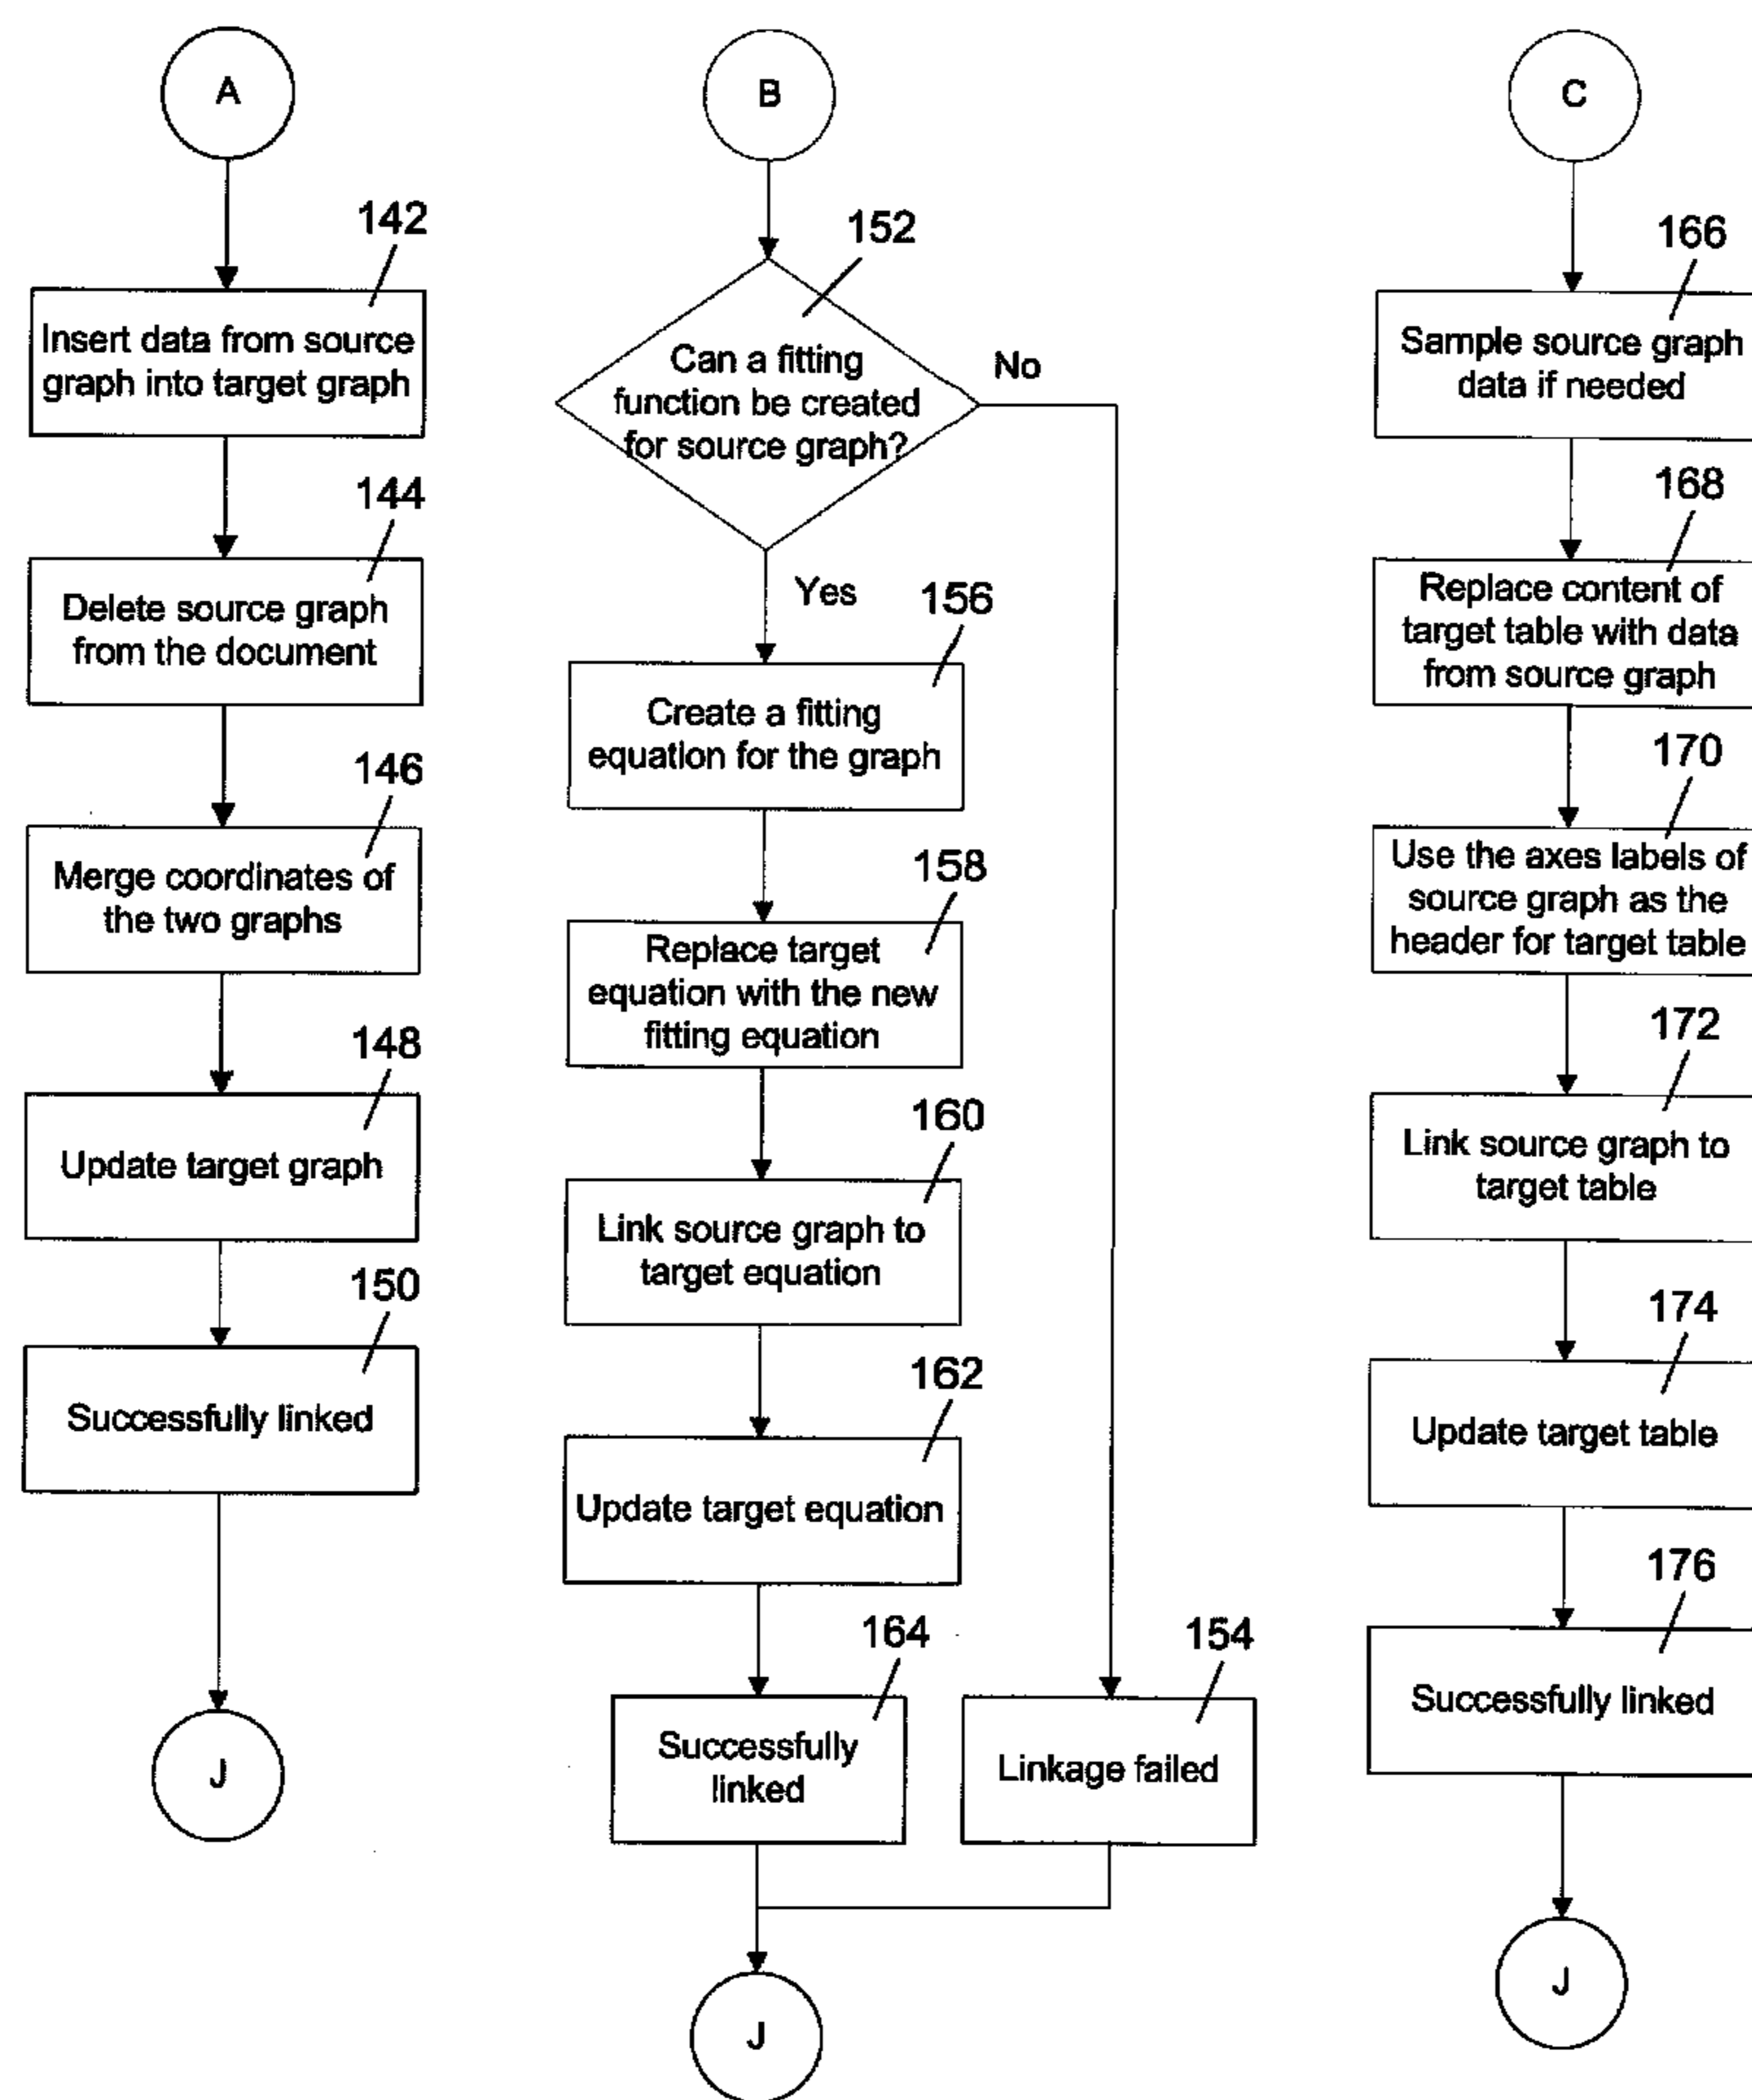 A
142
Insert data from source
graph into target graph
144
Delete source graph
from the document
146
Merge coordinates of
the two graphs
148
Update target graph
150
Successfully linked
J
B
152
Can a fitting
function be created
for source graph?
No
Yes
156
Create a fitting
equation for the graph
158
Replace target
equation with the new
fitting equation
160
Link source graph to
target equation
162
Update target equation
164
Successfully
linked
154
Linkage failed
J
C
166
Sample source graph
data if needed
168
Replace content of
target table with data
from source graph
170
Use the axes labels of
source graph as the
header for target table
172
Link source graph to
target table
174
Update target table
176
Successfully linked
J